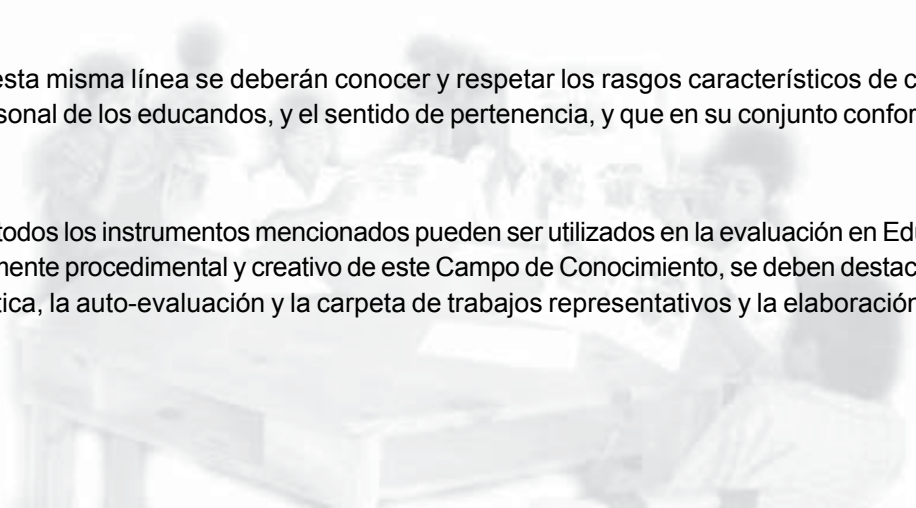 esta misma línea se deberán conocer y respetar los rasgos característicos de c
sonal de los educandos, y el sentido de pertenencia, y que en su conjunto confor
todos los instrumentos mencionados pueden ser utilizados en la evaluación en Edu
mente procedimental y creativo de este Campo de Conocimiento, se deben destac
tica, la auto-evaluación y la carpeta de trabajos representativos y la elaboración